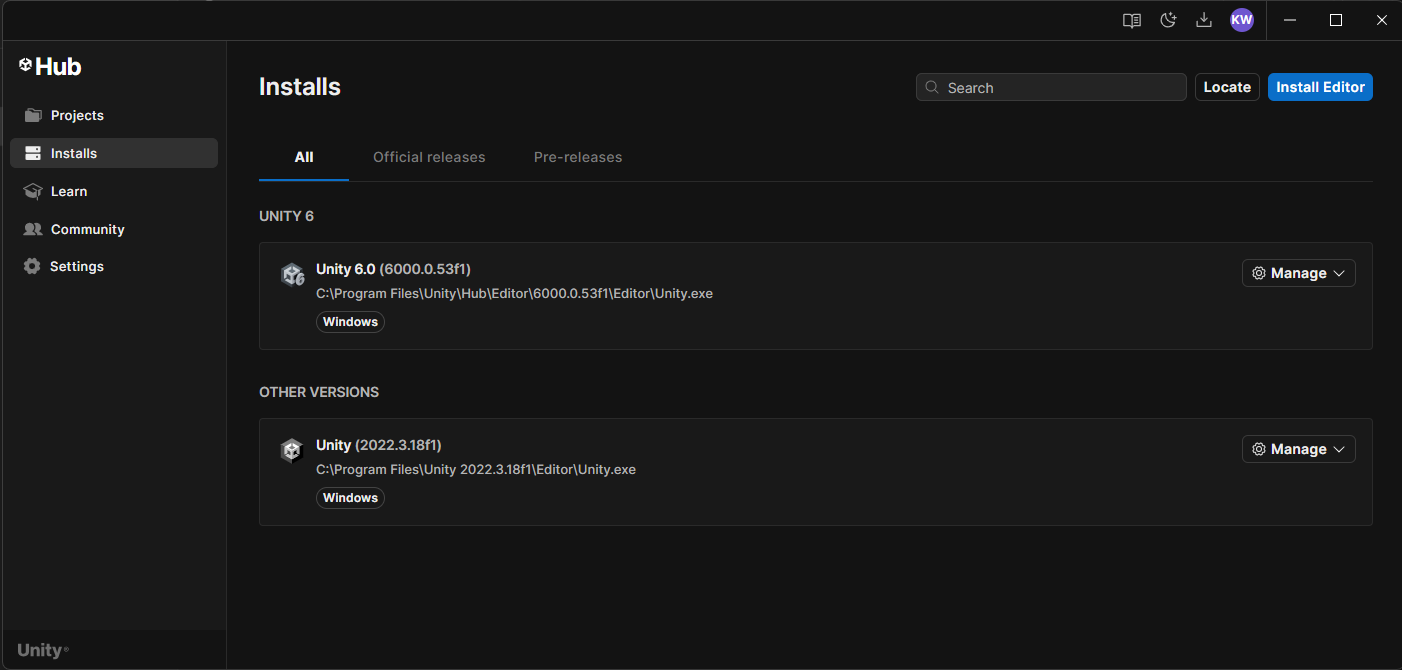 KW
Hub
Projects
Installs
Learn
Community
Settings
Unity®
Installs
Search
Locate
Install Editor
All
Official releases
Pre-releases
UNITY 6
Unity 6.0 (6000.0.53f1)
C:\Program Files\Unity\Hub\Editor\6000.0.53f1\Editor\Unity.exe
Windows
Manage
OTHER VERSIONS
Unity (2022.3.18f1)
C:\Program Files\Unity 2022.3.18f1\Editor\Unity.exe
Windows
Manage